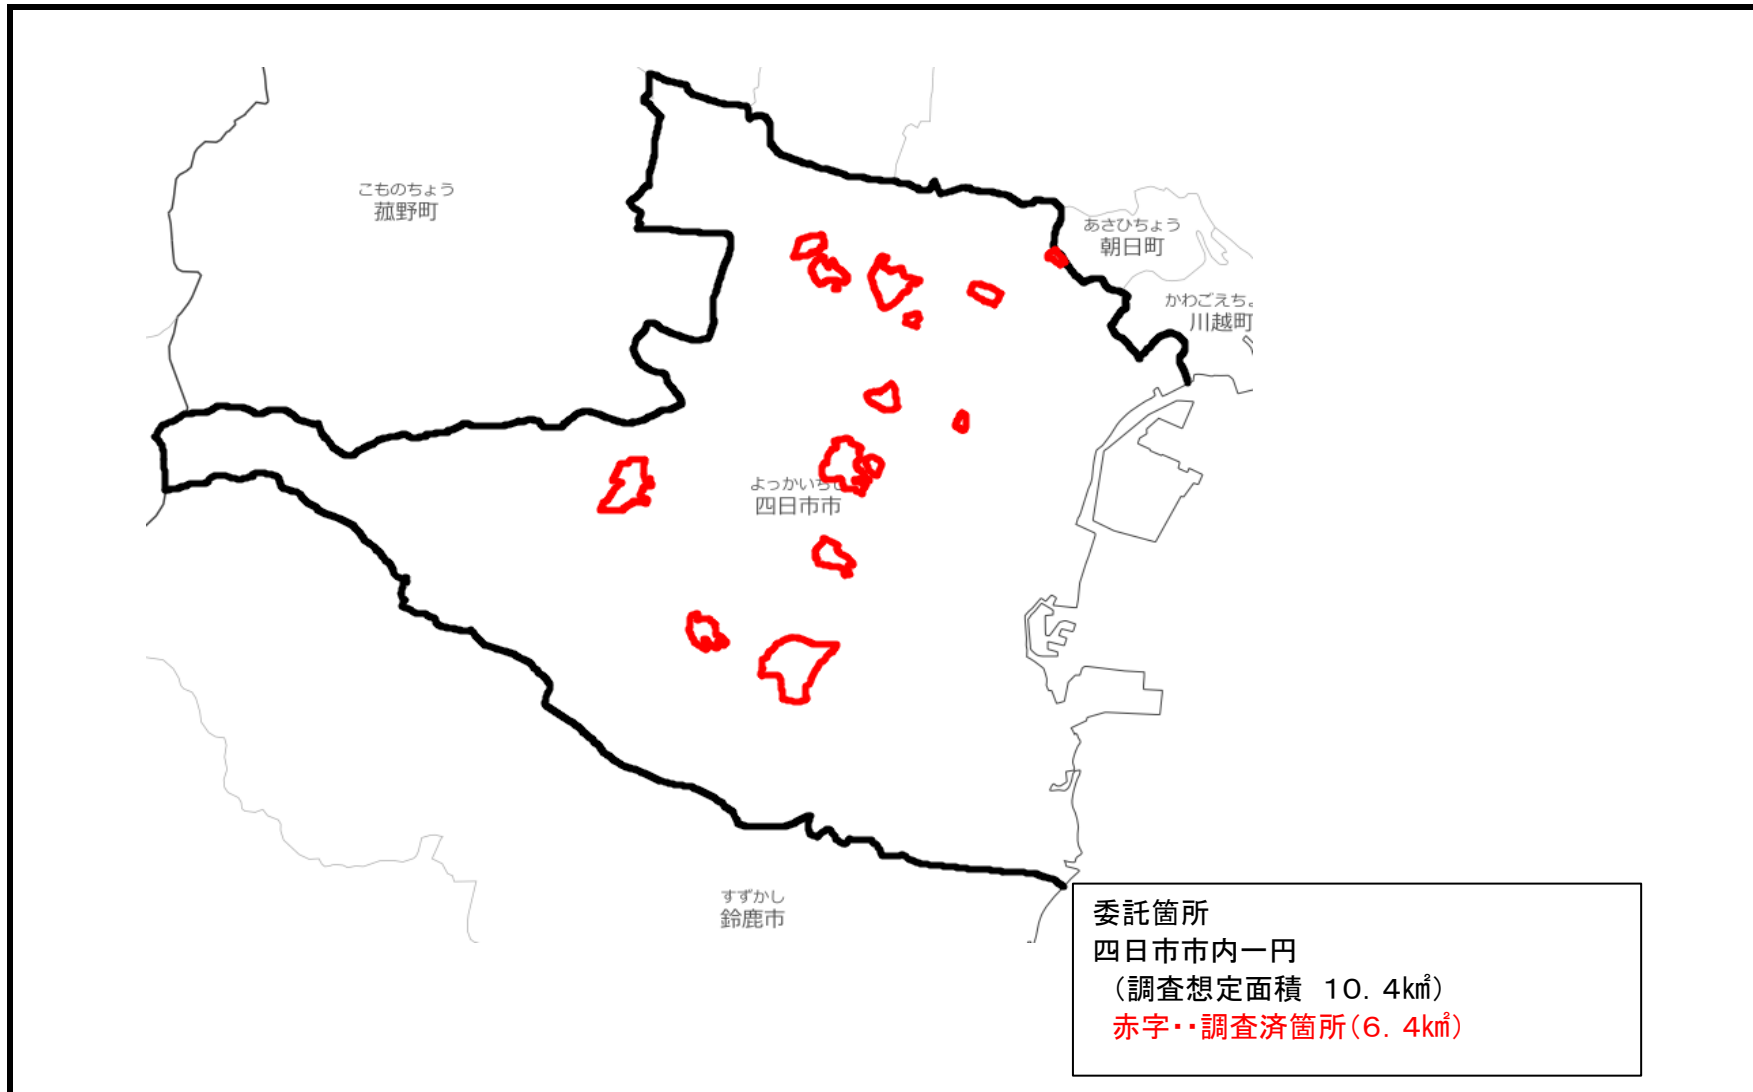 こものちょう
菰野町
あさひちょう
朝日町
かわごえちょ
川越町
よっかいちし
四日市市
すずかし
鈴鹿市
委託箇所
四日市市内一円
（調査想定面積　１０．４㎢）
赤字・・調査済箇所（６．４㎢）